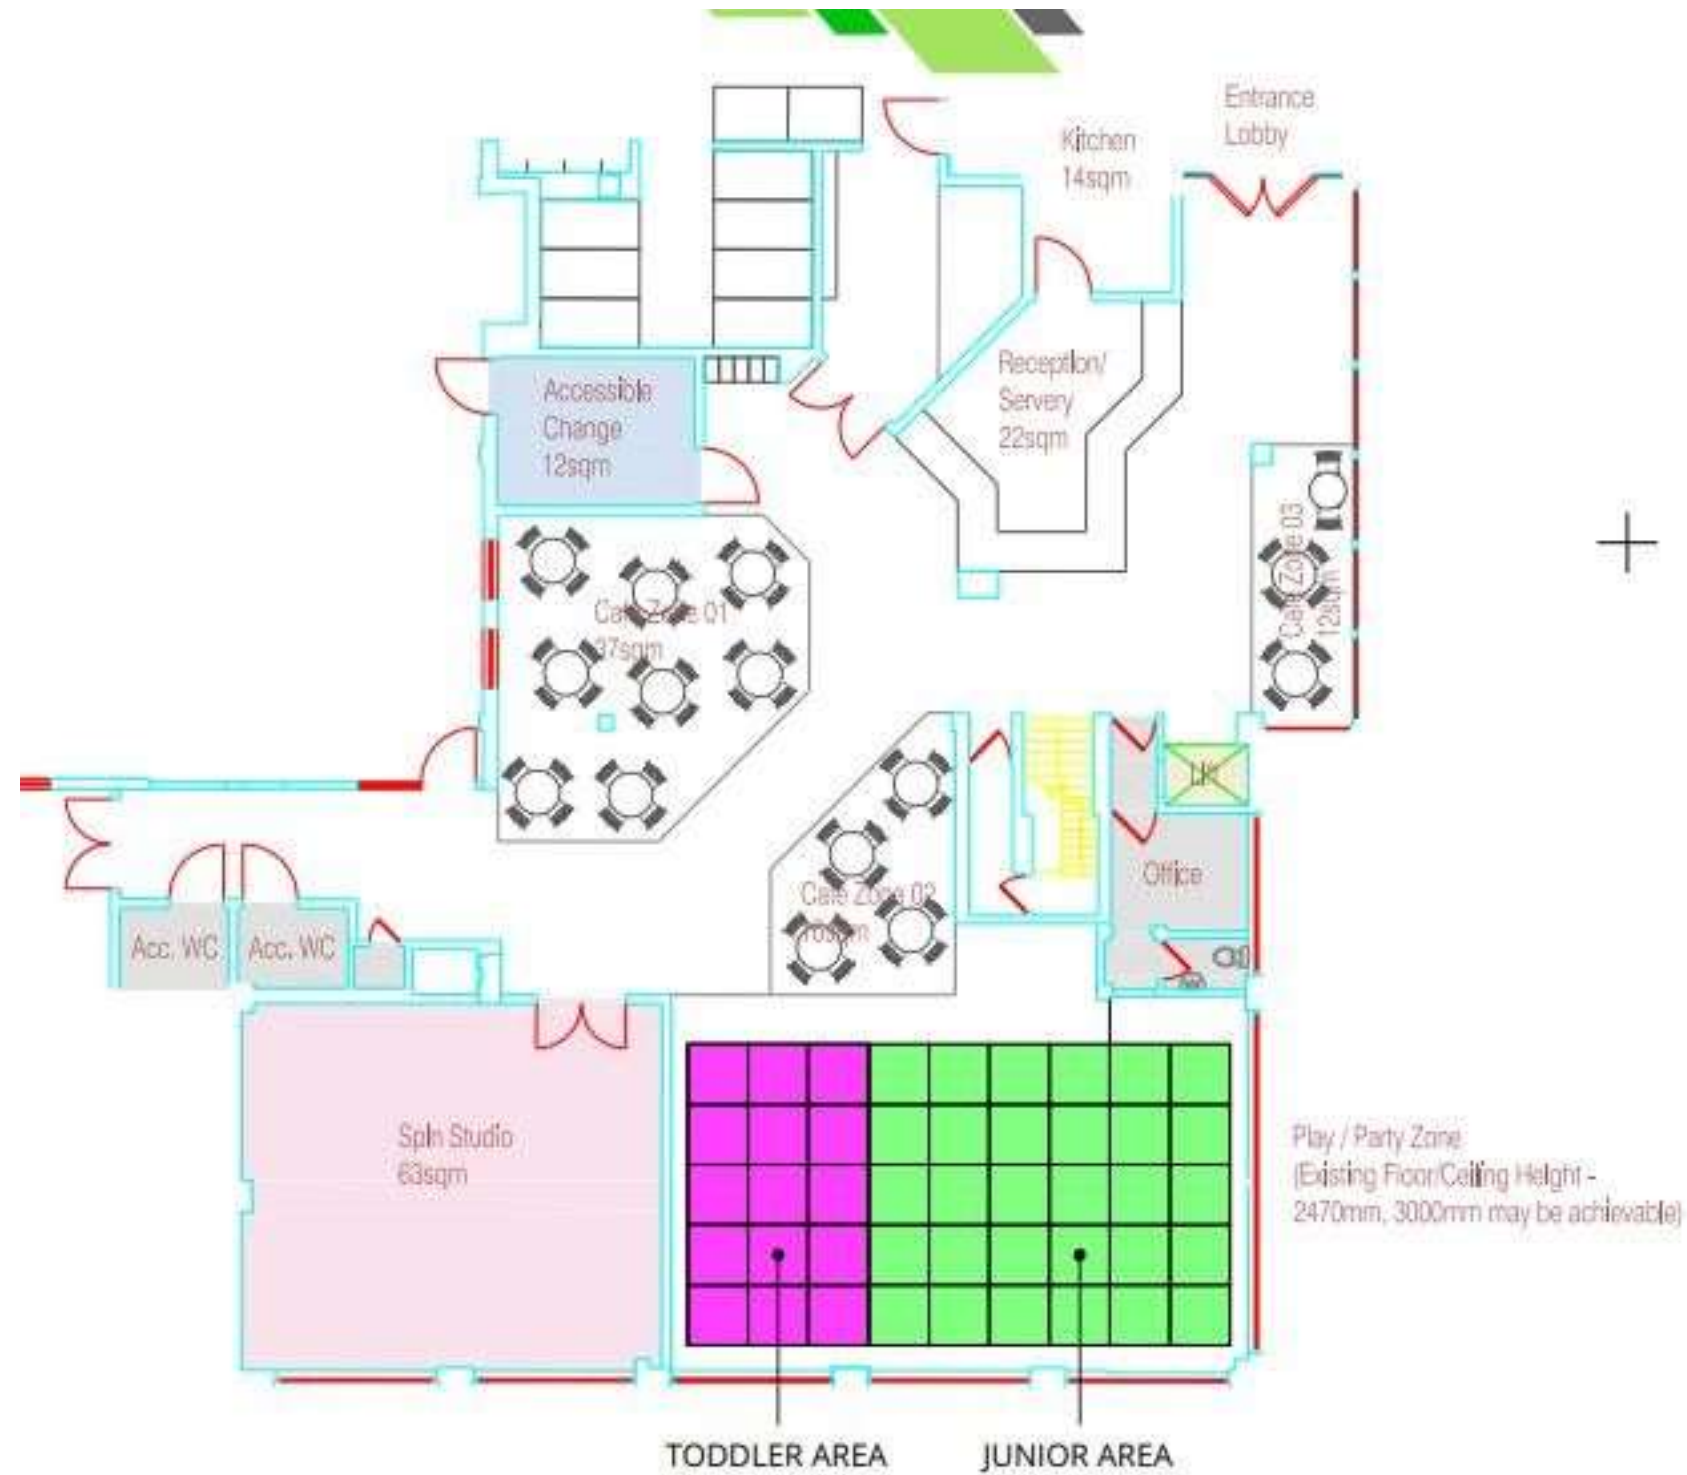 Entrance
Lobby
Kitchen
14sqm
Reception/
Servery
22sqm
Accessible
Change
12sqm
Cafe Zone 03
12sqm
Cafe Zone 01
37sqm
Lift
Office
Cafe Zone 02
Acc. WC
Acc. WC
Spin Studio
63sqm
Play / Party Zone
(Existing Floor/Ceiling Height -
2470mm, 3000mm may be achievable)
TODDLER AREA
JUNIOR AREA